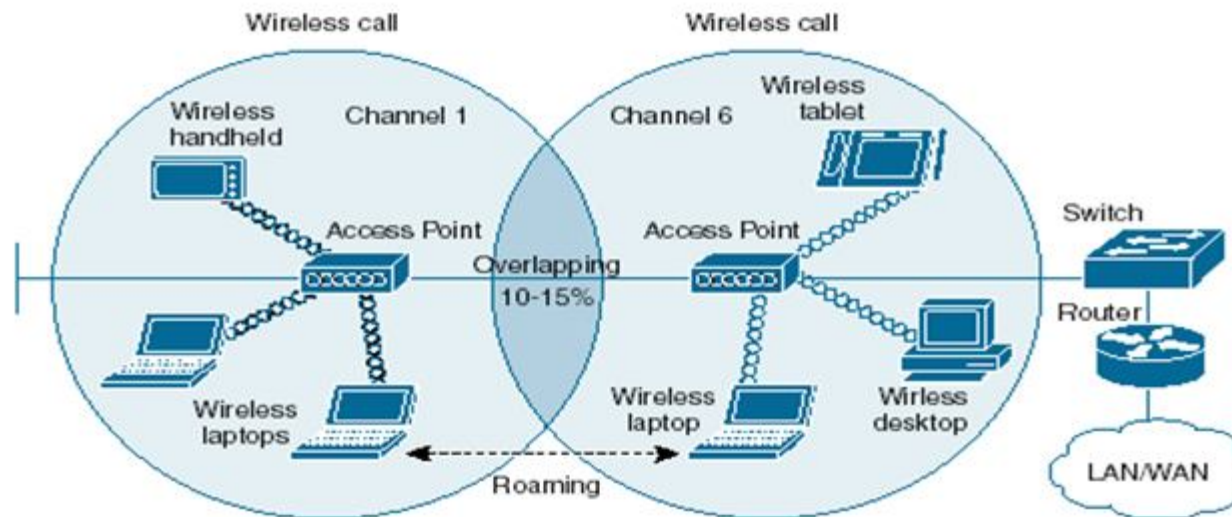 Wireless call
Wireless call
Wireless
handheld
Channel 1
Channel 6
Wireless
tablet
Access Point
Access Point
Switch
Overlapping
10-15%
Router
Wireless
laptops
Wireless
laptop
Wirless
desktop
Roaming
LAN/WAN